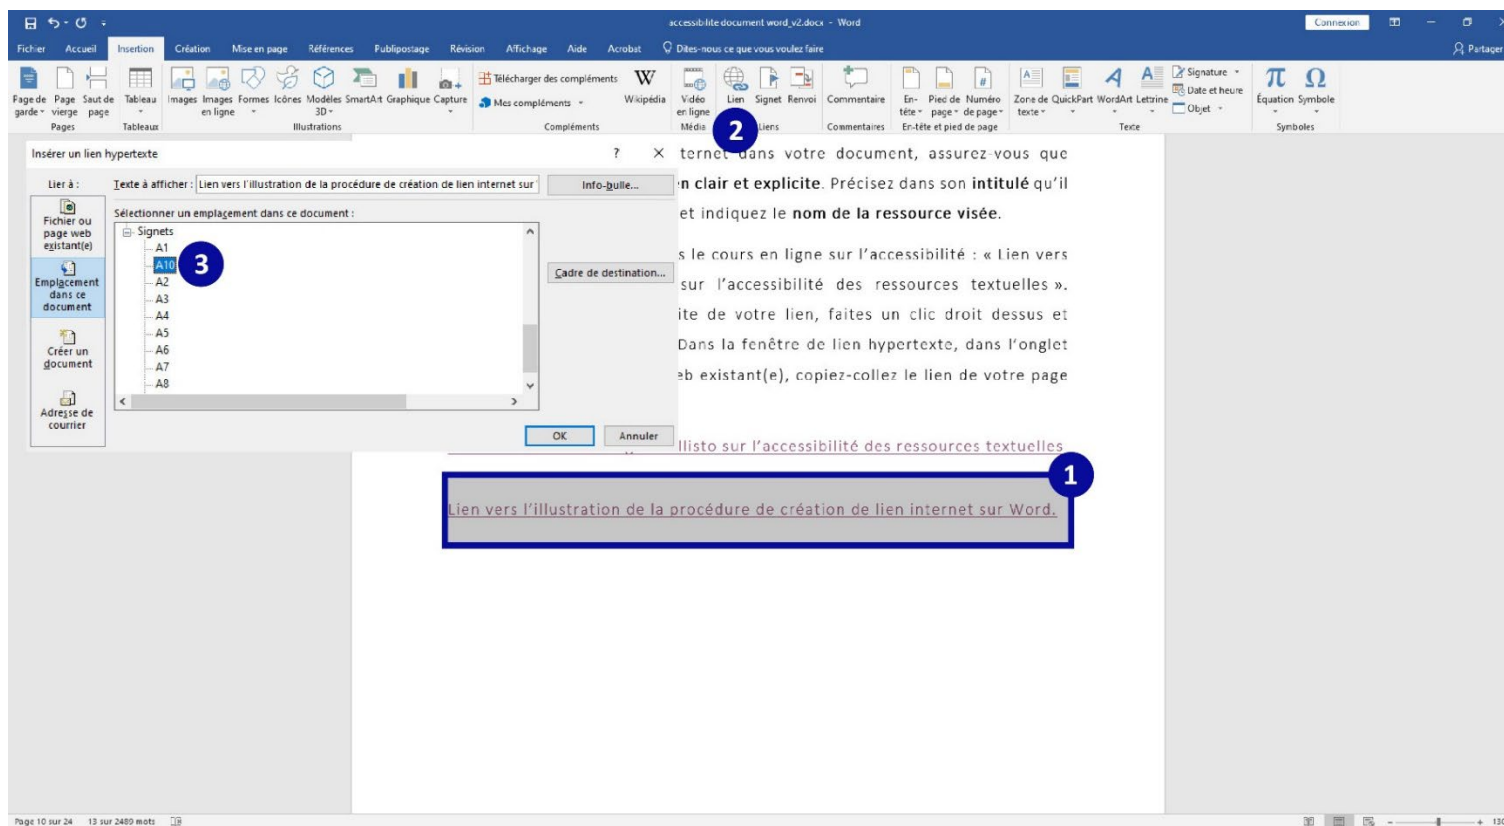 accessibilite document word_v2.docx - Word
Connexion
Fichier Accueil Insertion Création Mise en page Références Publipostage Révision Affichage Aide Acrobat Dites-nous ce que vous voulez faire Partager
Page de garde Page vierge Saut de page
Pages
Tableau
Tableaux
Images Images en ligne Formes Icônes Modèles 3D SmartArt Graphique Capture
Illustrations
Télécharger des compléments
Mes compléments
Wikipédia
Compléments
Vidéo en ligne
Média
Lien Signet Renvoi
Liens
Commentaire
Commentaires
En-tête Pied de page Numéro de page
En-tête et pied de page
Zone de texte QuickPart WordArt Lettrine
Signature
Date et heure
Objet
Texte
Équation Symbole
Symboles
2
Insérer un lien hypertexte ?
Lier à :
Texte à afficher : Lien vers l'illustration de la procédure de création de lien internet sur
Info-bulle...
Fichier ou page web existant(e)
Emplacement dans ce document
Créer un document
Adresse de courrier
Sélectionner un emplacement dans ce document :
Signets
A1
A10
3
A2
A3
A4
A5
A6
A7
A8
Cadre de destination...
OK Annuler
ternet dans votre document, assurez-vous que
n clair et explicite. Précisez dans son intitulé qu'il
et indiquez le nom de la ressource visée.
s le cours en ligne sur l'accessibilité : « Lien vers
sur l'accessibilité des ressources textuelles ».
ite de votre lien, faites un clic droit dessus et
Dans la fenêtre de lien hypertexte, dans l'onglet
eb existant(e), copiez-collez le lien de votre page
llisto sur l'accessibilité des ressources textuelles
1
Lien vers l'illustration de la procédure de création de lien internet sur Word.
Page 10 sur 24 13 sur 2489 mots
130